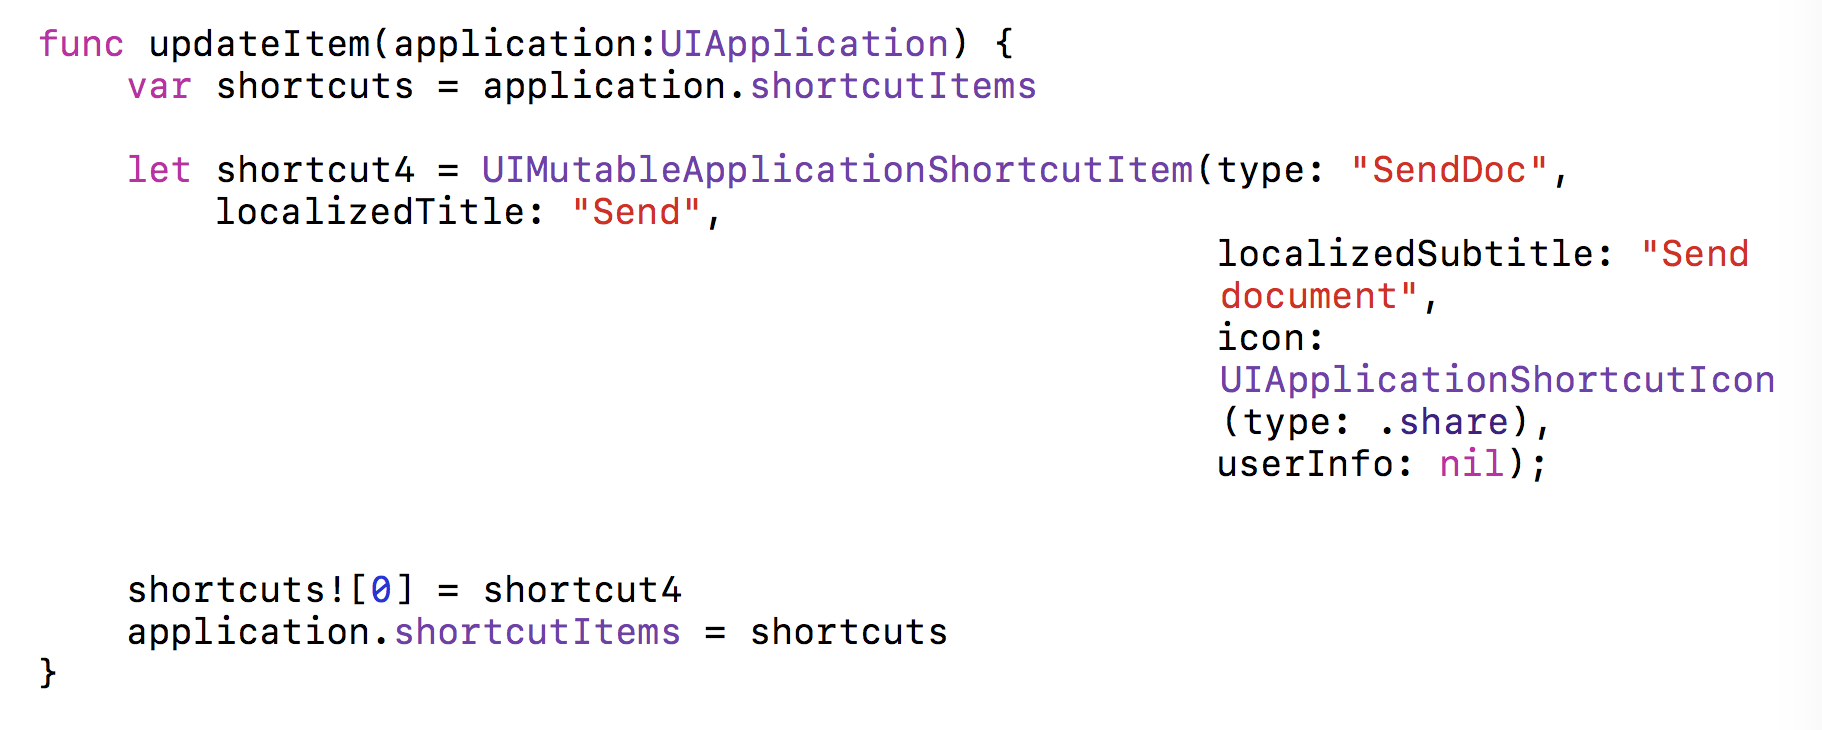 func updateItem(application:UIApplication) {
var shortcuts = application.shortcutItems
let shortcut4 = UIMutableApplicationShortcutItem(type: "SendDoc",
localizedTitle: "Send",
localizedSubtitle: "Send
document",
icon:
UIApplicationShortcutIcon
(type: .share),
userInfo: nil);
shortcuts![0] = shortcut4
application.shortcutItems = shortcuts
}